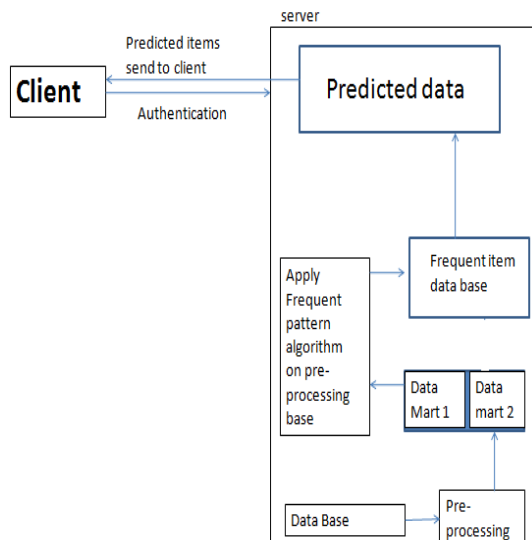 server
Predicted items
send to client
Client
Authentication
Predicted data
Frequent item
data base
Apply
Frequent
pattern
algorithm
on pre-
processing
base
Data
Mart 1
Data
mart 2
Data Base
Pre-
processing